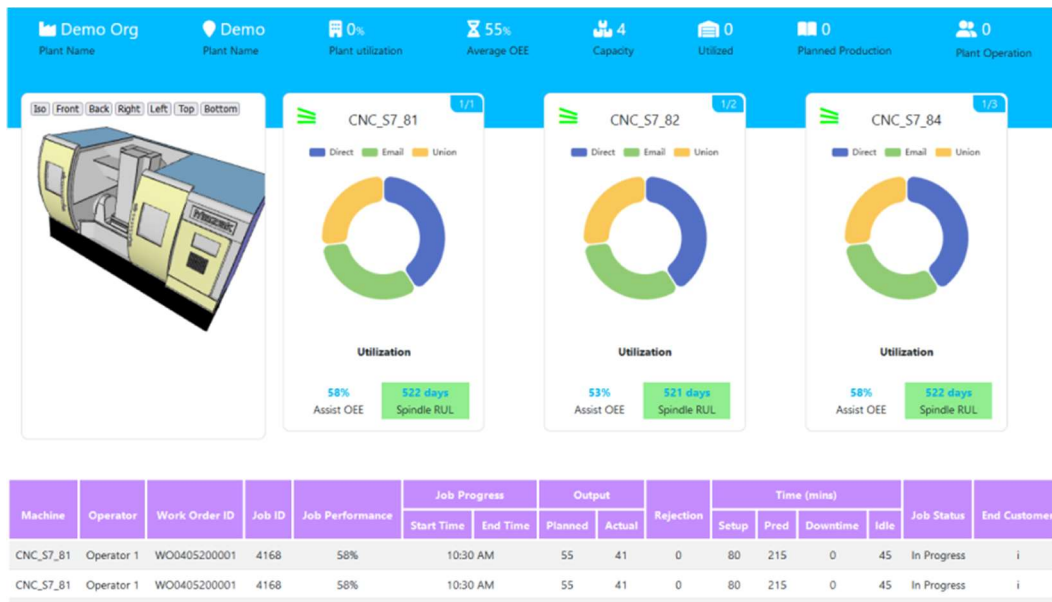 Demo Org Demo 0% 55% 4 0 0 0
Plant Name Plant Name Plant utilization Average OEE Capacity Utilized Planned Production Plant Operation
Iso Front Back Right Left Top Bottom
1/1
CNC_S7_81
Direct Email Union
Utilization
58% 522 days
Assist OEE Spindle RUL
1/2
CNC_S7_82
Direct Email Union
Utilization
53% 521 days
Assist OEE Spindle RUL
1/3
CNC_S7_84
Direct Email Union
Utilization
58% 522 days
Assist OEE Spindle RUL
Job Progress Output Time (mins)
Machine Operator Work Order ID Job ID Job Performance Rejection Job Status End Customer
Start Time End Time Planned Actual Setup Pred Downtime Idle
CNC_S7_81 Operator 1 WO0405200001 4168 58% 10:30 AM 55 41 0 80 215 0 45 In Progress i
CNC_S7_81 Operator 1 WO0405200001 4168 58% 10:30 AM 55 41 0 80 215 0 45 In Progress i